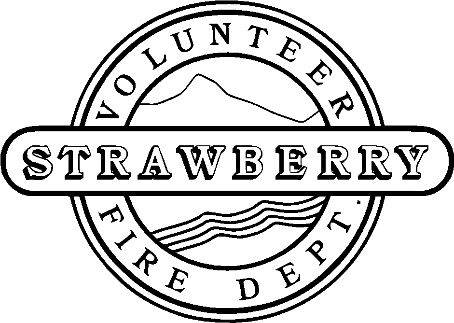 VOLUNTEER
STRAWBERRY
FIRE DEPT.